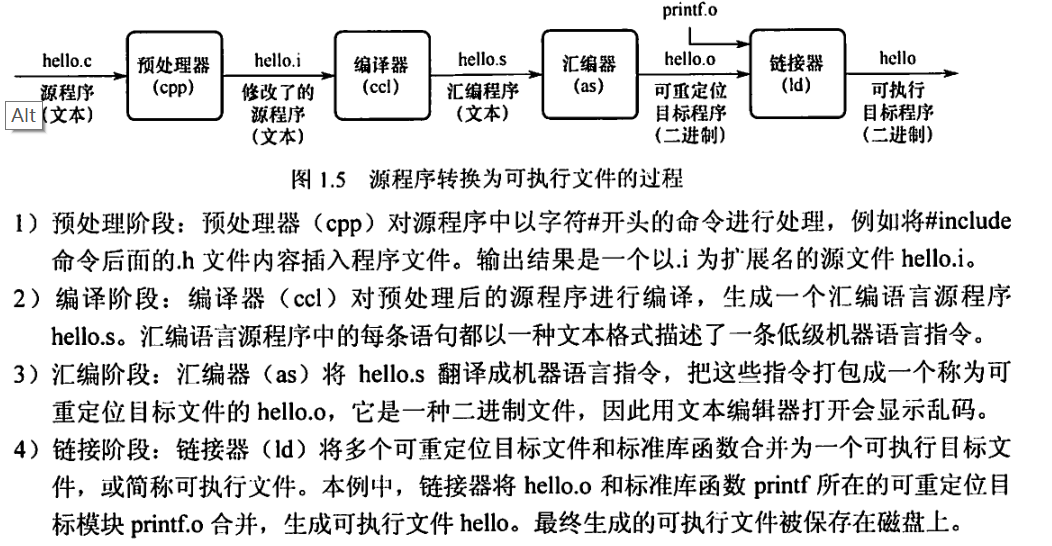 printf.o
hello.c
hello.i
hello.s
hello.o
hello
预处理器
(cpp)
编译器
(ccl)
汇编器
(as)
链接器
(ld)
源程序
(文本)
修改了的
源程序
(文本)
汇编程序
(文本)
可重定位
目标程序
(二进制)
可执行
目标程序
(二进制)
Alt
图 1.5 源程序转换为可执行文件的过程
1）预处理阶段：预处理器（cpp）对源程序中以字符#开头的命令进行处理，例如将#include
命令后面的.h 文件内容插入程序文件。输出结果是一个以.i 为扩展名的源文件 hello.i。
2）编译阶段：编译器（ccl）对预处理后的源程序进行编译，生成一个汇编语言源程序
hello.s。汇编语言源程序中的每条语句都以一种文本格式描述了一条低级机器语言指令。
3）汇编阶段：汇编器（as）将 hello.s 翻译成机器语言指令，把这些指令打包成一个称为可
重定位目标文件的 hello.o，它是一种二进制文件，因此用文本编辑器打开会显示乱码。
4）链接阶段：链接器（ld）将多个可重定位目标文件和标准库函数合并为一个可执行目标文
件，或简称可执行文件。本例中，链接器将 hello.o 和标准库函数 printf 所在的可重定位目
标模块 printf.o 合并，生成可执行文件 hello。最终生成的可执行文件被保存在磁盘上。